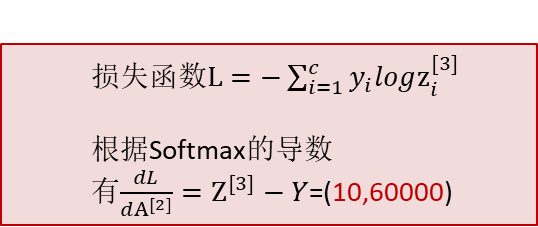 损失函数L = −∑_{i=1}^{c} y_i log z_i^{[3]}
根据Softmax的导数
有 \frac{dL}{dA^{[2]}} = Z^{[3]} − Y=(10,60000)